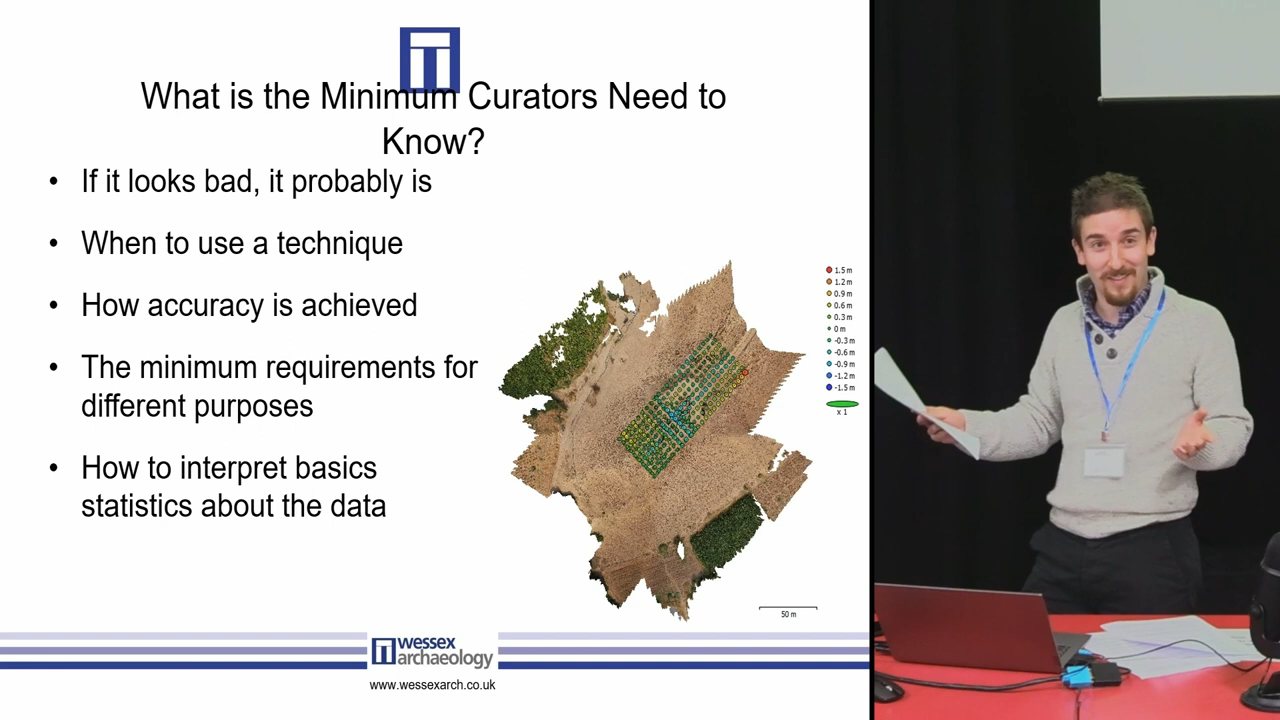 What is the Minimum Curators Need to
Know?
• If it looks bad, it probably is
• When to use a technique
• How accuracy is achieved
• The minimum requirements for
different purposes
• How to interpret basics
statistics about the data
1.5 m
1.2 m
0.9 m
0.6 m
0.3 m
0 m
-0.3 m
-0.6 m
-0.9 m
-1.2 m
-1.5 m
x 1
50 m
wessex
archaeology
www.wessexarch.co.uk